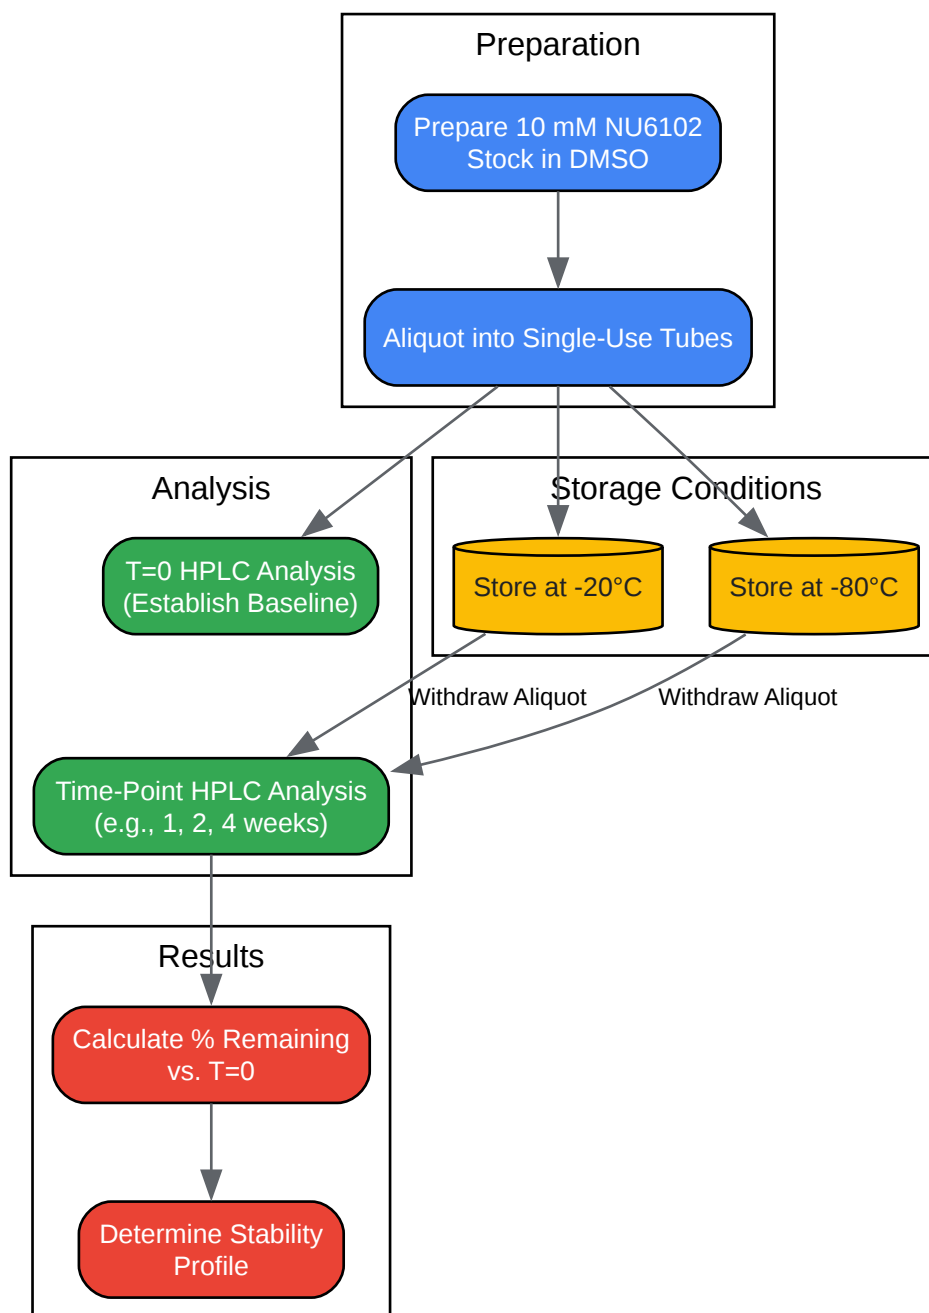 Preparation
Prepare 10 mM NU6102
Stock in DMSO
Aliquot into Single-Use Tubes
Analysis
Storage Conditions
T=0 HPLC Analysis
(Establish Baseline)
Store at -20°C
Store at -80°C
Withdraw Aliquot
Withdraw Aliquot
Time-Point HPLC Analysis
(e.g., 1, 2, 4 weeks)
Results
Calculate % Remaining
vs. T=0
Determine Stability
Profile